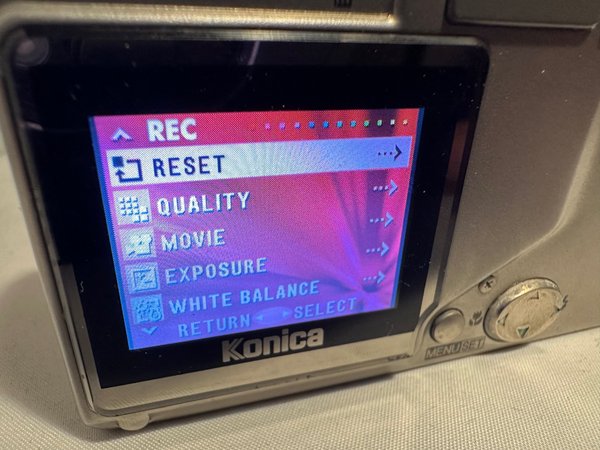 REC
RESET
QUALITY
MOVIE
EXPOSURE
WHITE BALANCE
RETURN SELECT
Konica
MENU/SET